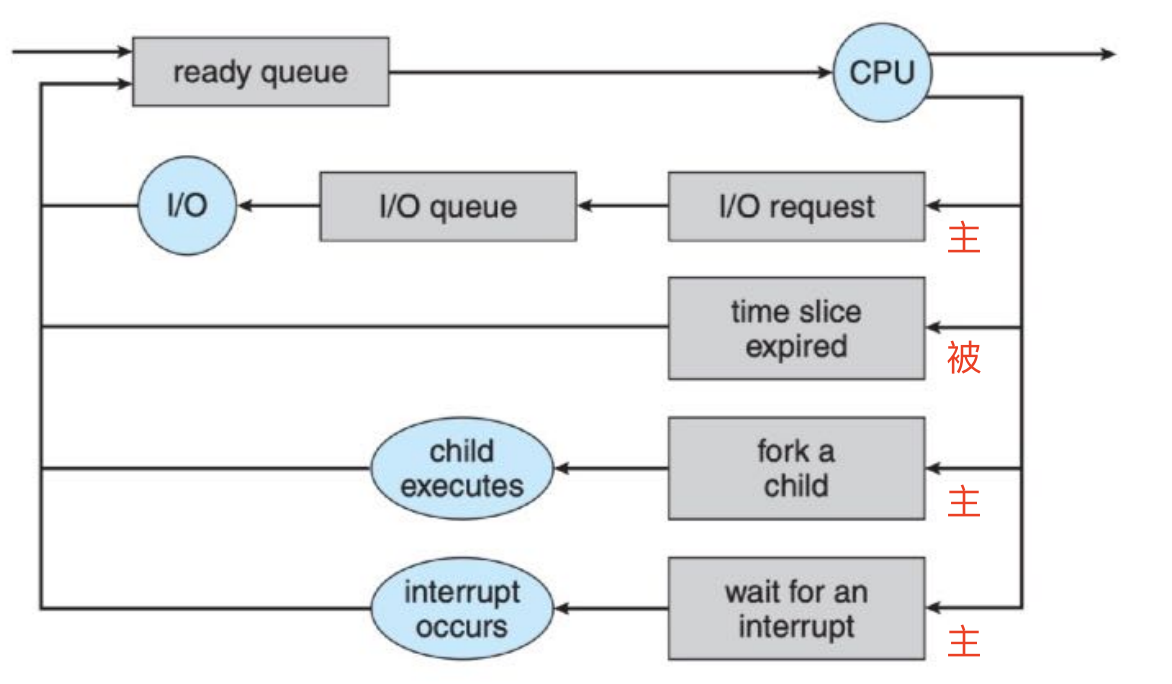 ready queue
CPU
I/O
I/O queue
I/O request
主
time slice
expired
被
child
executes
fork a
child
主
interrupt
occurs
wait for an
interrupt
主